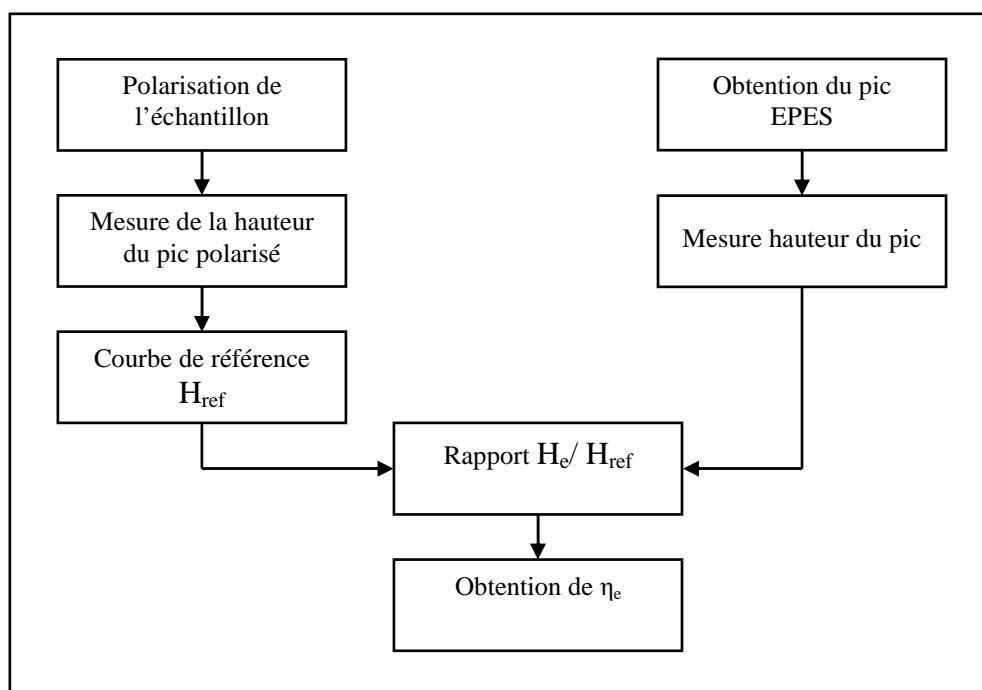 Polarisation de
l’échantillon
Mesure de la hauteur
du pic polarisé
Courbe de référence
Href
Obtention du pic
EPES
Mesure hauteur du pic
Rapport He/ Href
Obtention de ηe